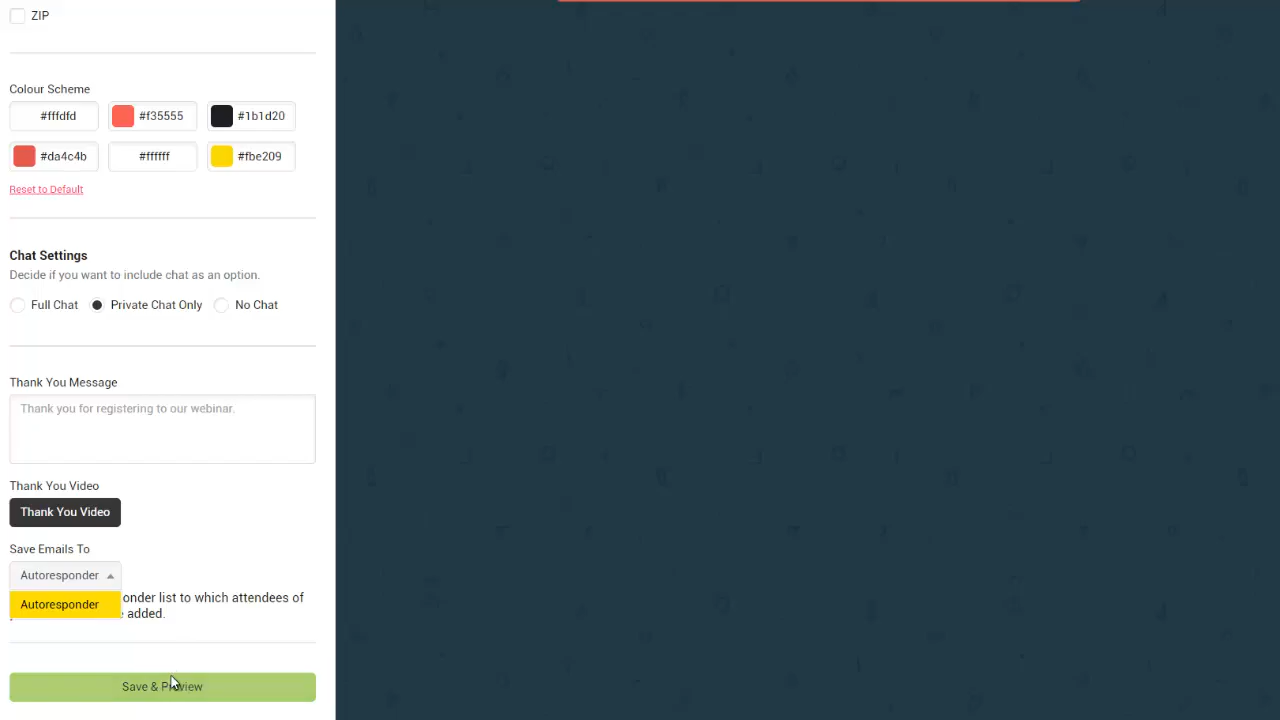 ZIP
Colour Scheme
#fffdfd #f35555 #1b1d20
#da4c4b #ffffff #fbe209
Reset to Default
Chat Settings
Decide if you want to include chat as an option.
Full Chat Private Chat Only No Chat
Thank You Message
Thank you for registering to our webinar.
Thank You Video
Thank You Video
Save Emails To
Autoresponder
onder list to which attendees of
Autoresponder
added.
Save & Preview